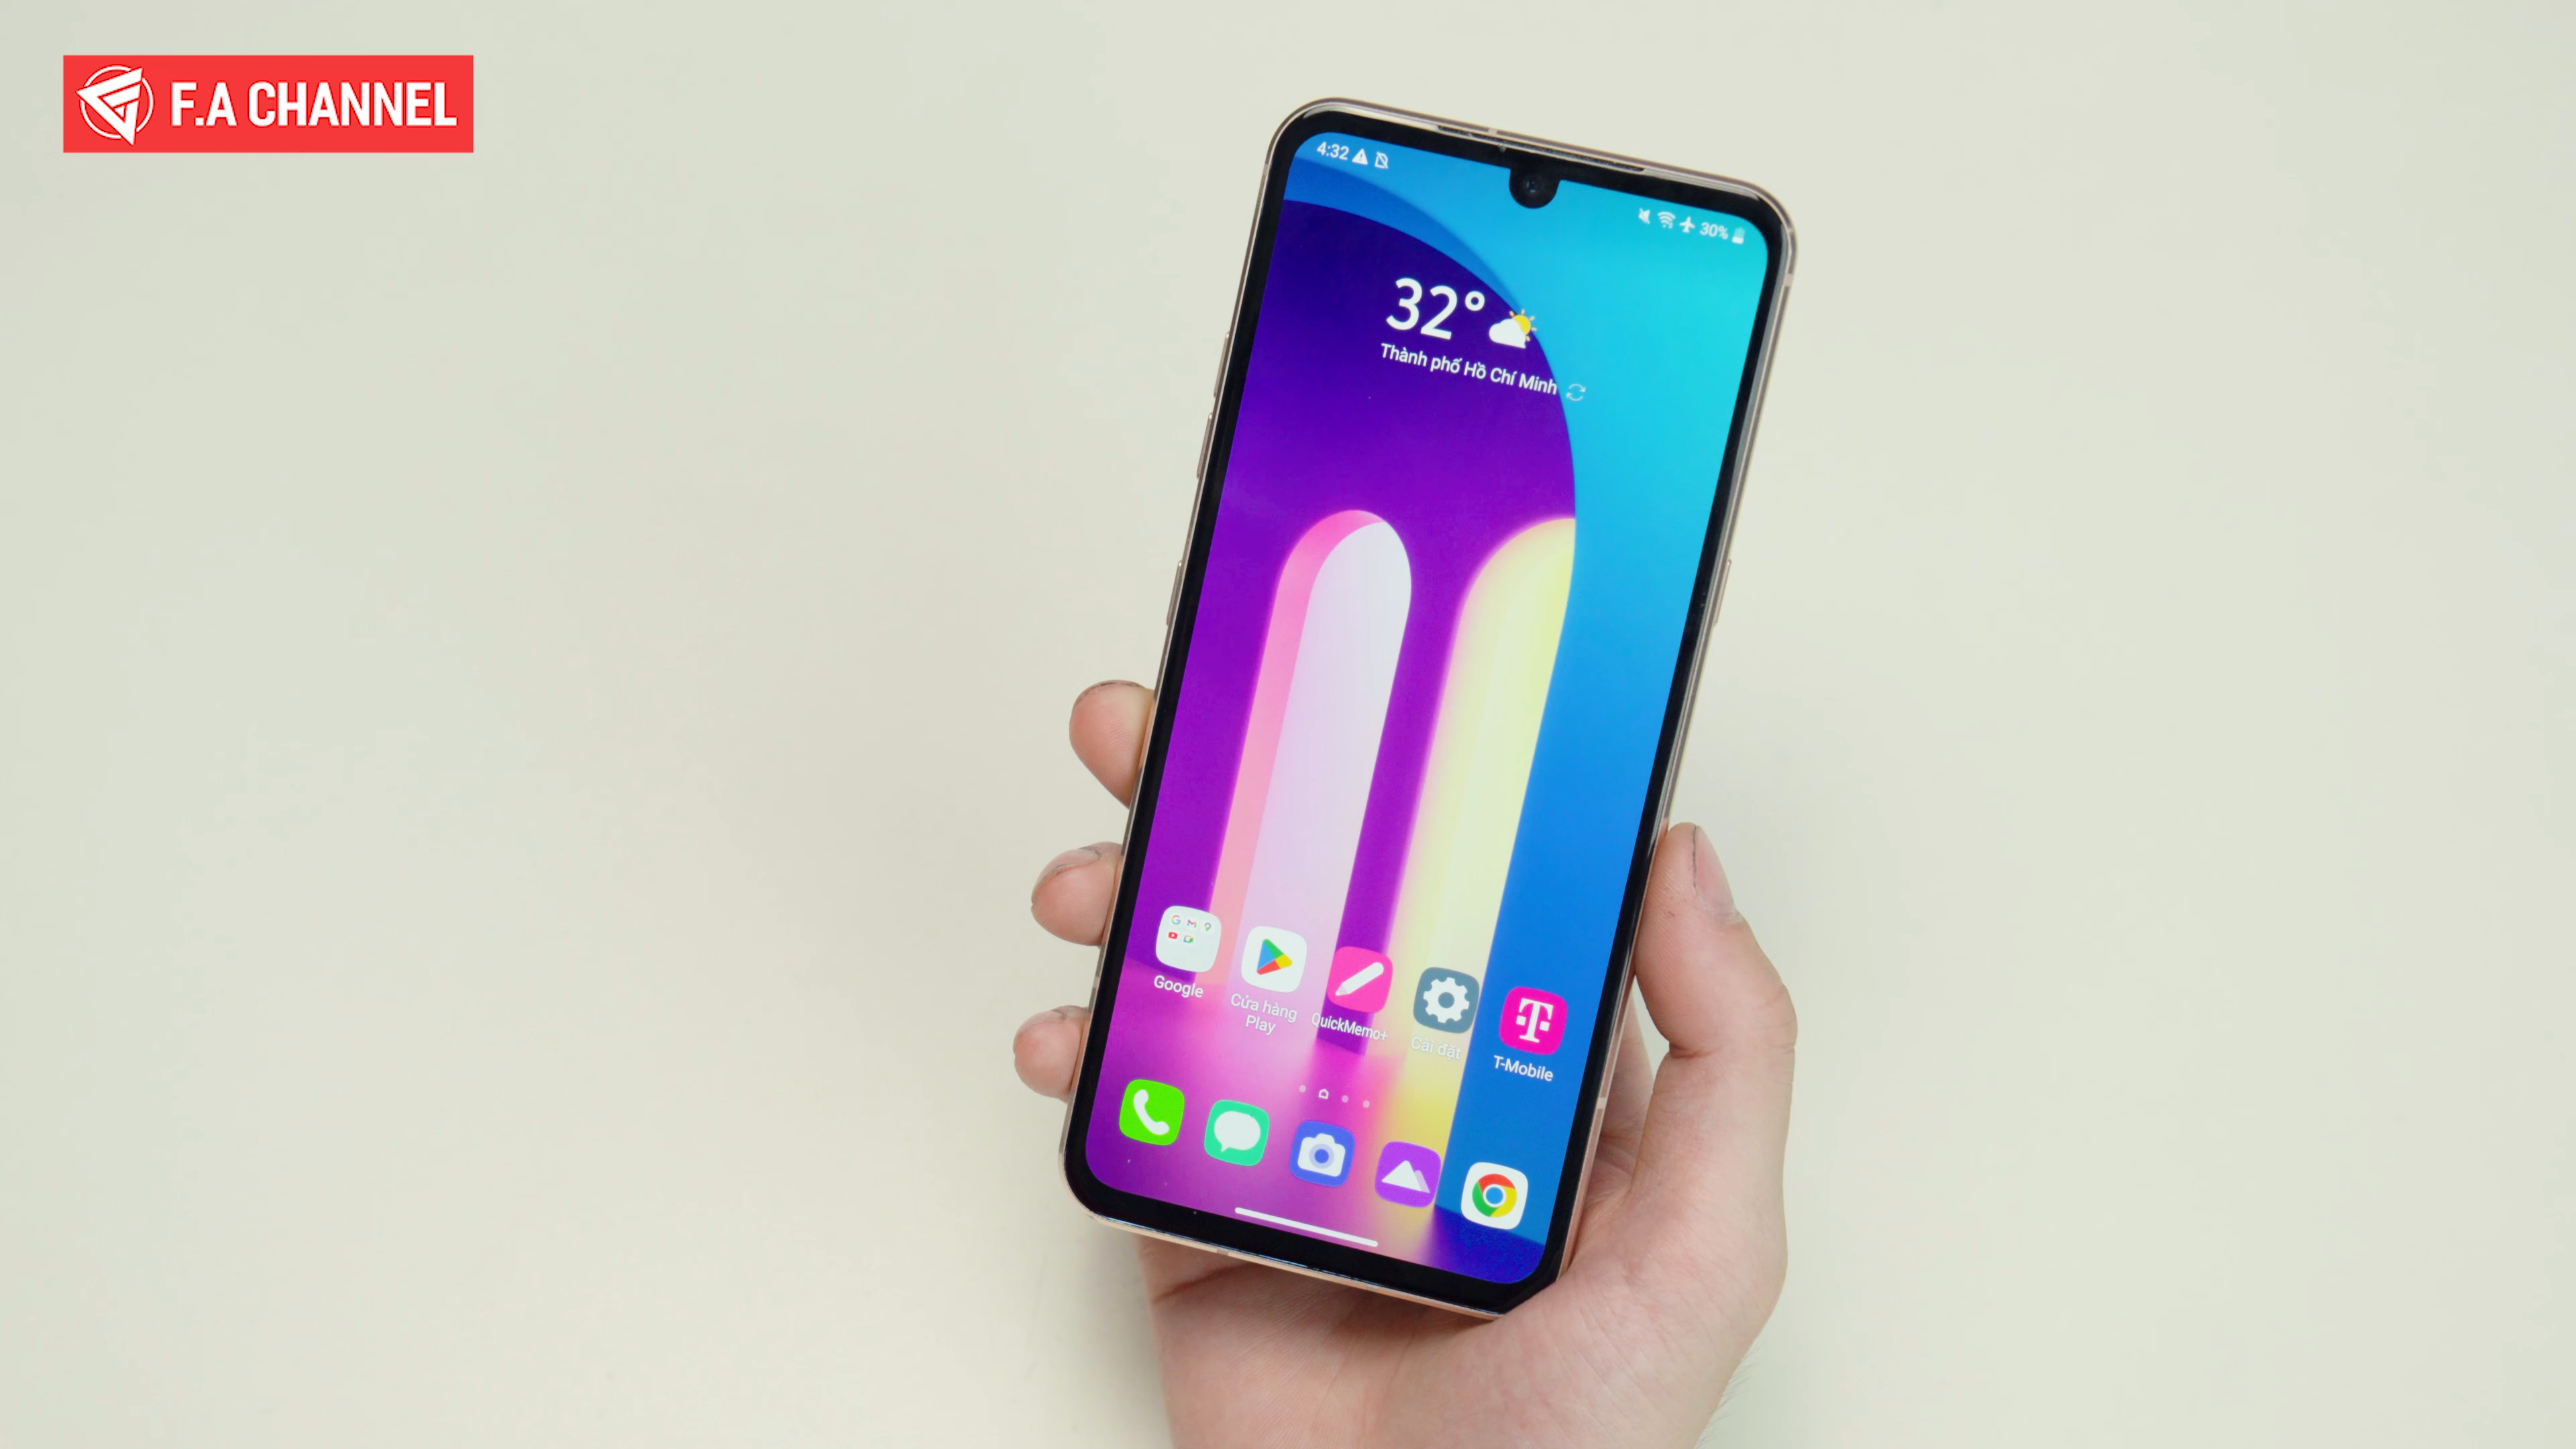 F.A CHANNEL
4:32
30%
32°
Thành phố Hồ Chí Minh
Google
Cửa hàng
Play
QuickMemo+
Cài đặt
T-Mobile